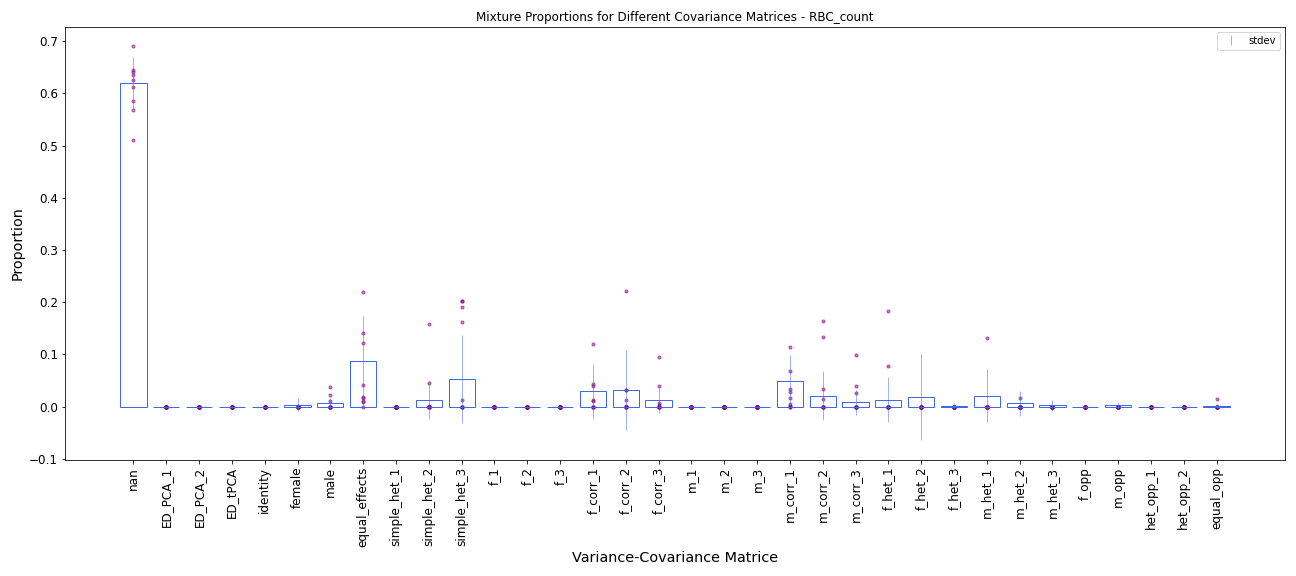 Mixture Proportions for Different Covariance Matrices - RBC_count
stdev
Proportion
0.7
0.6
0.5
0.4
0.3
0.2
0.1
0.0
−0.1
nan
ED_PCA_1
ED_PCA_2
ED_tPCA
identity
female
male
equal_effects
simple_het_1
simple_het_2
simple_het_3
f_1
f_2
f_3
f_corr_1
f_corr_2
f_corr_3
m_1
m_2
m_3
m_corr_1
m_corr_2
m_corr_3
f_het_1
f_het_2
f_het_3
m_het_1
m_het_2
m_het_3
f_opp
m_opp
het_opp_1
het_opp_2
equal_opp
Variance-Covariance Matrice